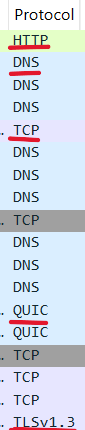 Protocol
HTTP
DNS
DNS
DNS
TCP
DNS
DNS
DNS
TCP
DNS
DNS
DNS
QUIC
QUIC
TCP
TCP
TCP
TLSv1.3